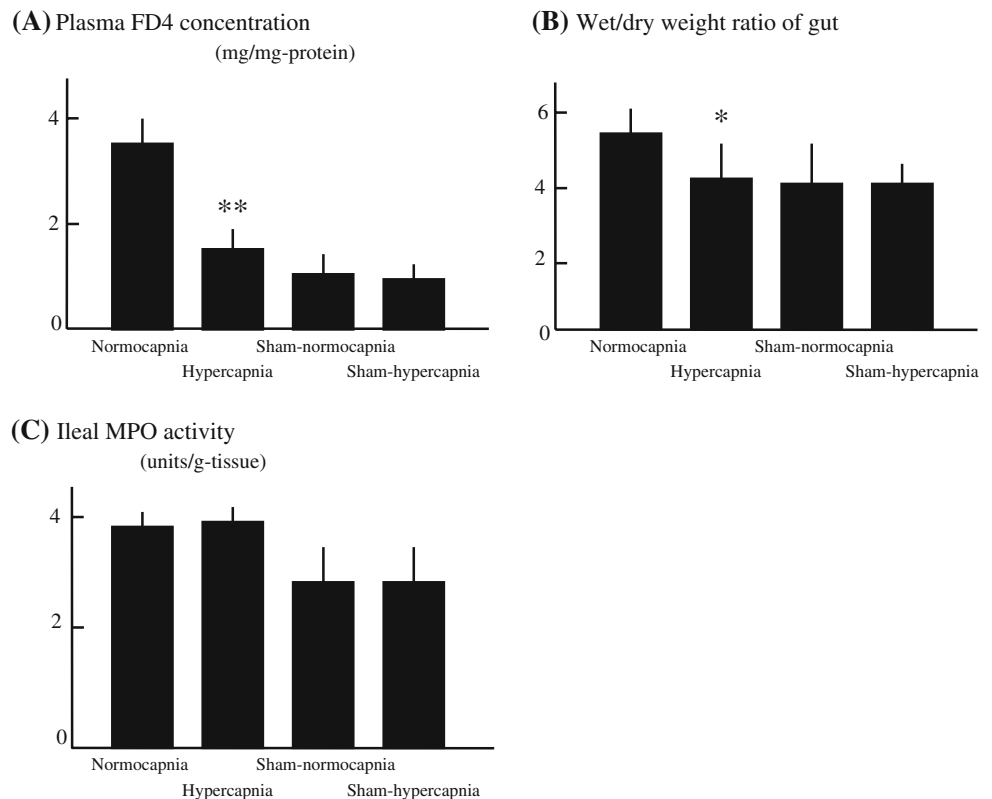 (A) Plasma FD4 concentration
(mg/mg-protein)
4
2
0
**
Normocapnia
Sham-normocapnia
Hypercapnia
Sham-hypercapnia
(B) Wet/dry weight ratio of gut
6
4
2
0
*
Normocapnia
Sham-normocapnia
Hypercapnia
Sham-hypercapnia
(C) Ileal MPO activity
(units/g-tissue)
4
2
0
Normocapnia
Sham-normocapnia
Hypercapnia
Sham-hypercapnia